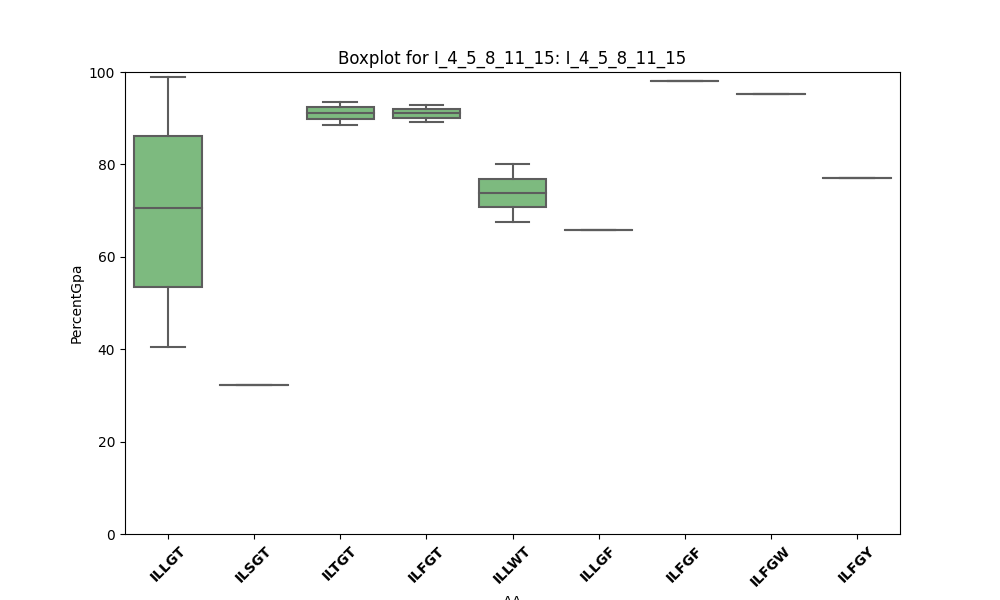 Boxplot for I_4_5_8_11_15: I_4_5_8_11_15
PercentGpa
100
80
60
40
20
0
ILLGT ILSGT ILTGT ILFGT ILLWT ILLGF ILFGF ILFGW ILFGY
AA